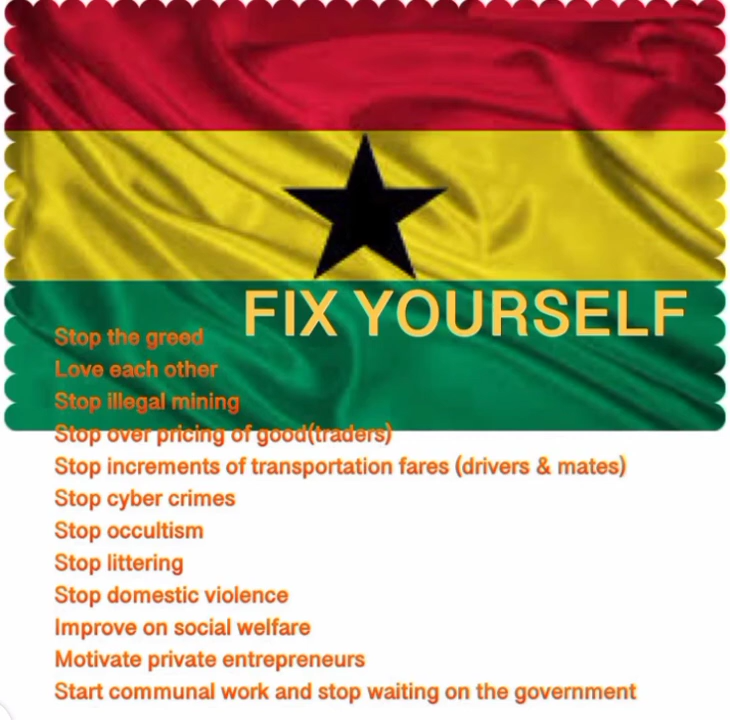 FIX YOURSELF
Stop the greed
Love each other
Stop illegal mining
Stop over pricing of good(traders)
Stop increments of transportation fares (drivers & mates)
Stop cyber crimes
Stop occultism
Stop littering
Stop domestic violence
Improve on social welfare
Motivate private entrepreneurs
Start communal work and stop waiting on the government